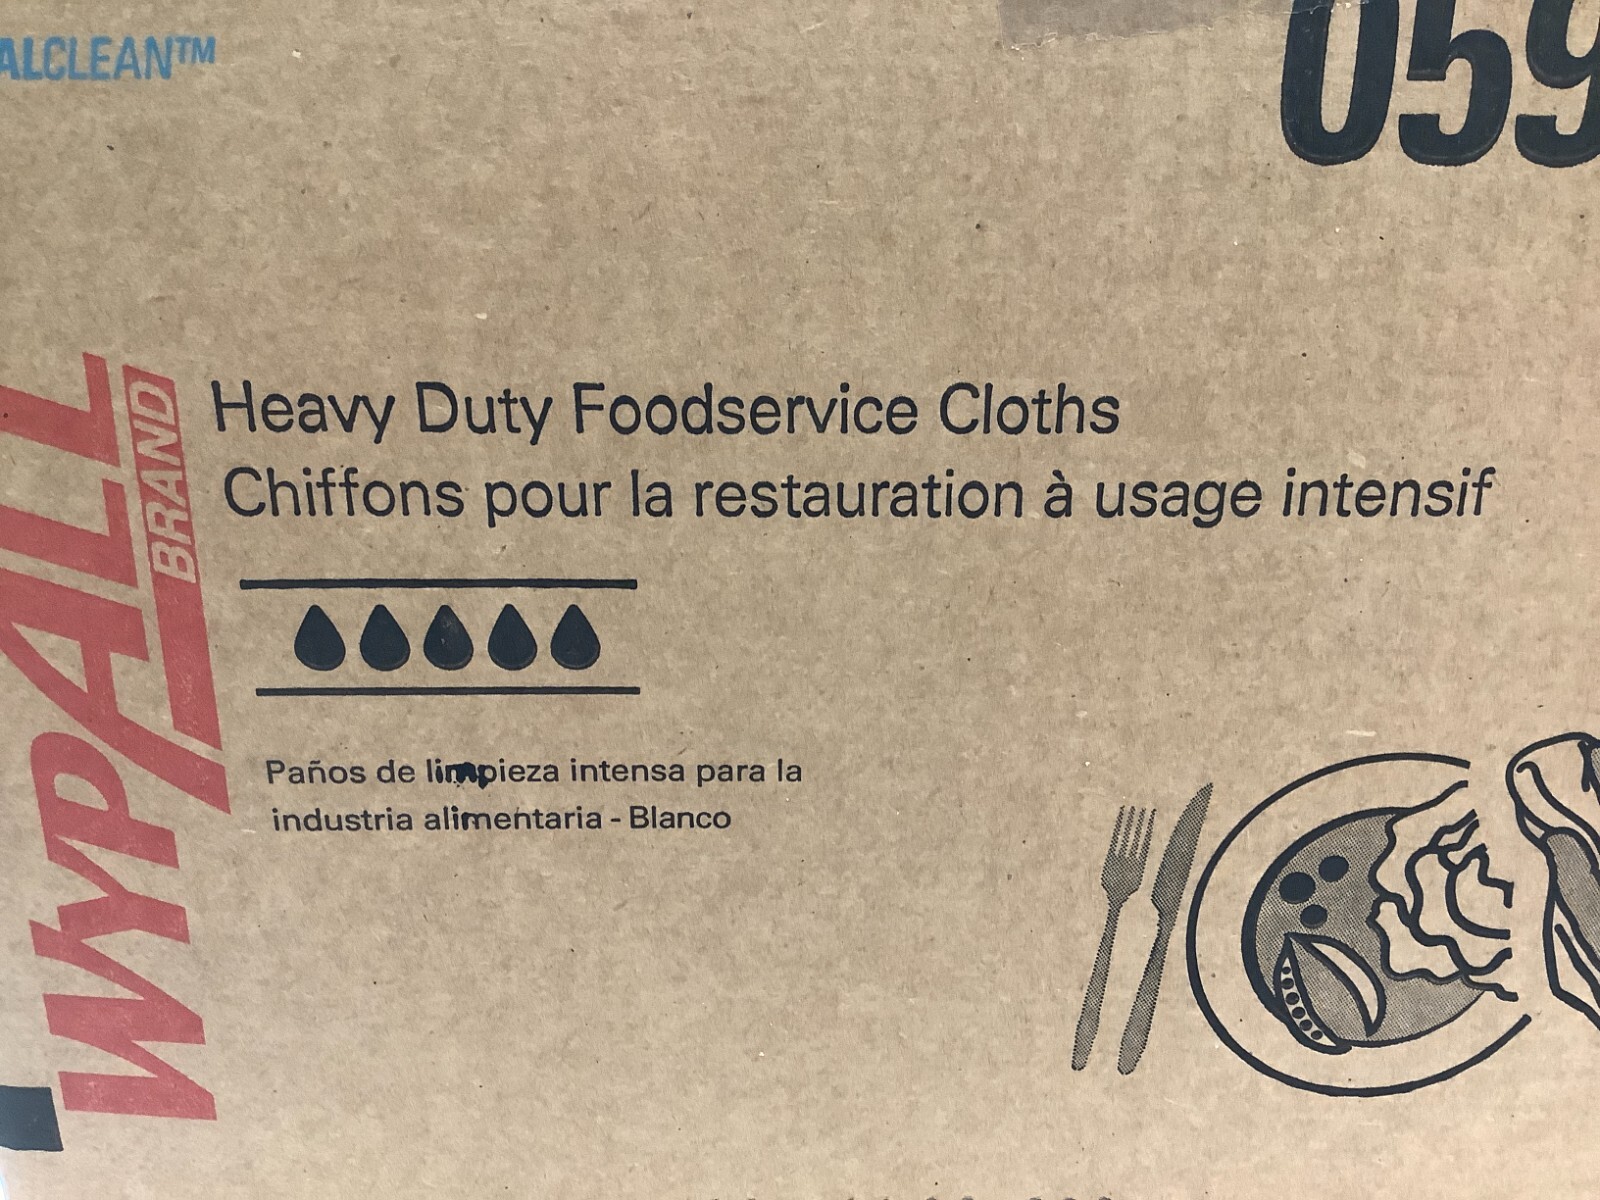 ALCLEAN™
059
WYPALL
BRAND
Heavy Duty Foodservice Cloths
Chiffons pour la restauration à usage intensif
Paños de limpieza intensa para la
industria alimentaria - Blanco